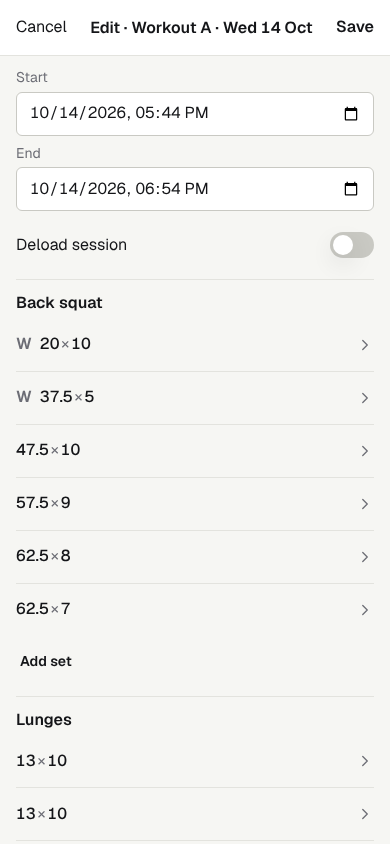 Cancel Edit · Workout A · Wed 14 Oct Save
Start
10/14/2026, 05:44 PM
End
10/14/2026, 06:54 PM
Deload session
Back squat
W 20×10
W 37.5×5
47.5×10
57.5×9
62.5×8
62.5×7
Add set
Lunges
13×10
13×10